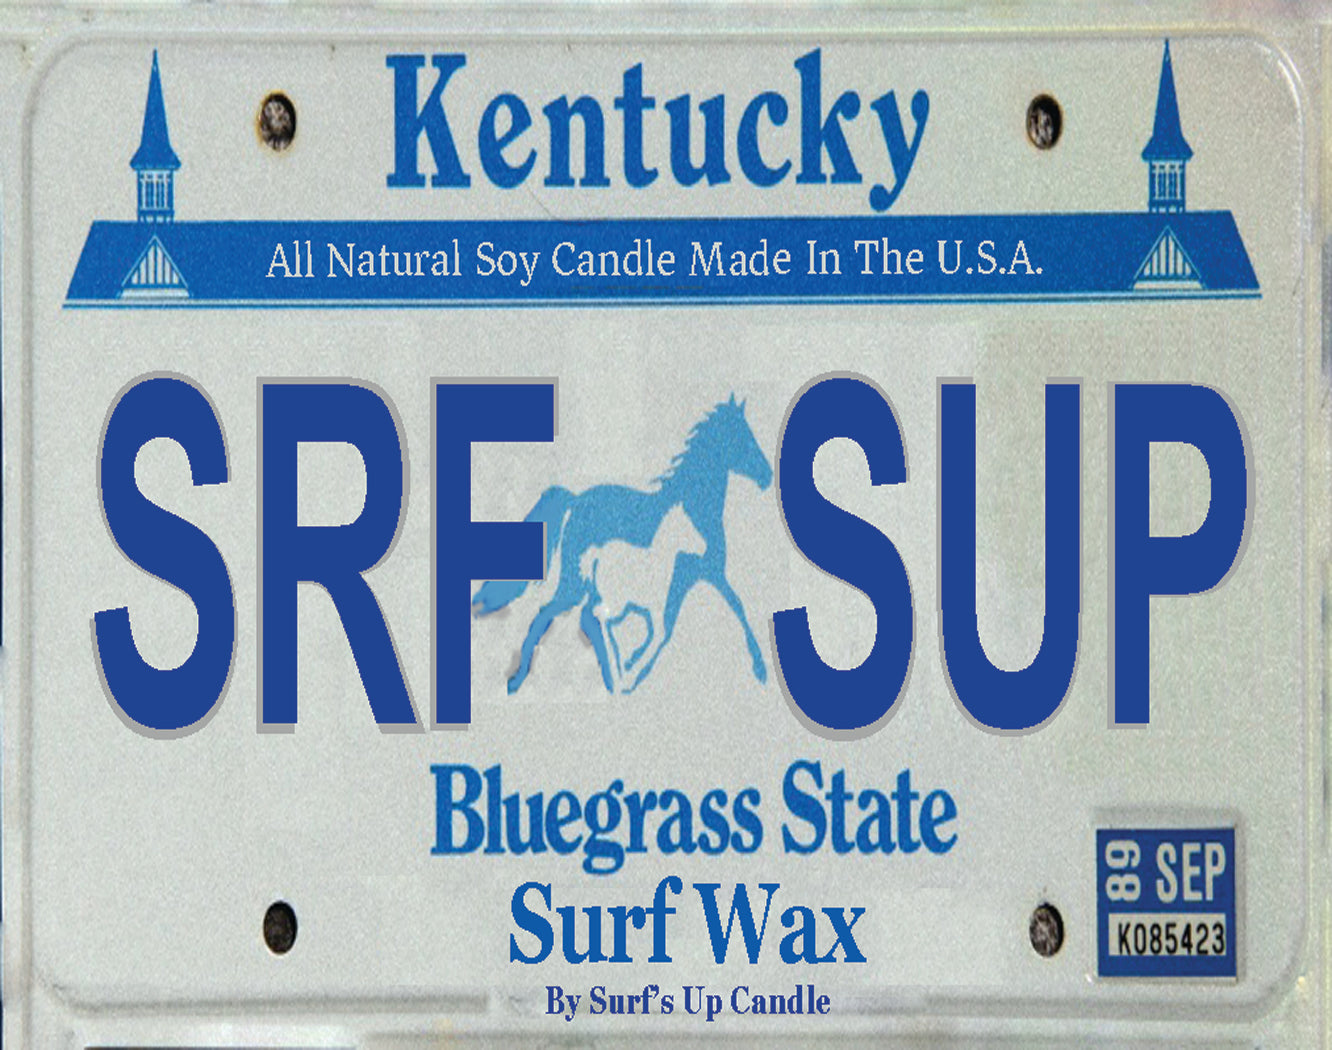 Kentucky
All Natural Soy Candle Made In The U.S.A.
SRF SUP
Bluegrass State
Surf Wax
By Surf's Up Candle
89 SEP
K085423